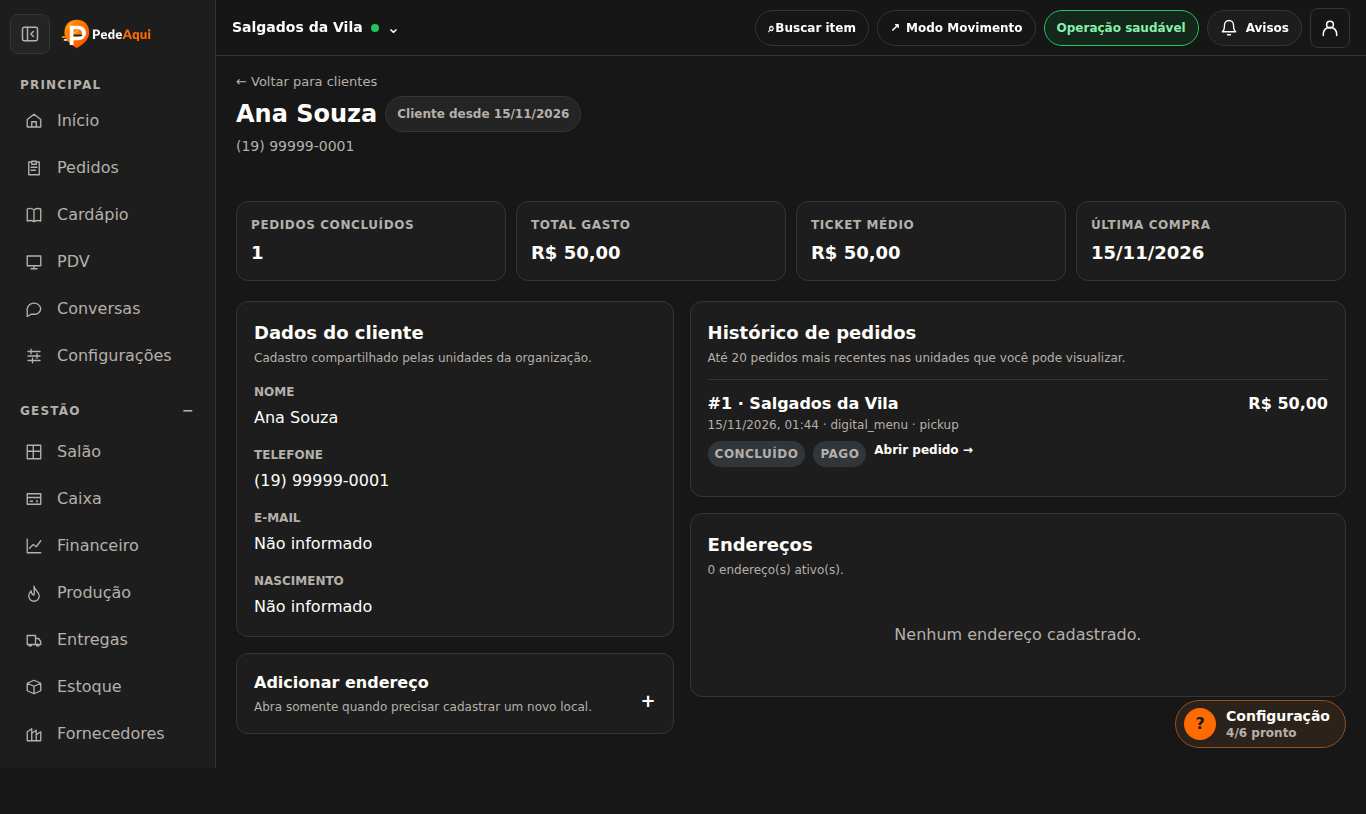 PedeAqui
PRINCIPAL
Início
Pedidos
Cardápio
PDV
Conversas
Configurações
GESTÃO −
Salão
Caixa
Financeiro
Produção
Entregas
Estoque
Fornecedores
Salgados da Vila
⌕Buscar item
↗ Modo Movimento
Operação saudável
Avisos
← Voltar para clientes
Ana Souza
Cliente desde 15/11/2026
(19) 99999-0001
PEDIDOS CONCLUÍDOS
1
TOTAL GASTO
R$ 50,00
TICKET MÉDIO
R$ 50,00
ÚLTIMA COMPRA
15/11/2026
Dados do cliente
Cadastro compartilhado pelas unidades da organização.
NOME
Ana Souza
TELEFONE
(19) 99999-0001
E-MAIL
Não informado
NASCIMENTO
Não informado
Adicionar endereço
Abra somente quando precisar cadastrar um novo local.
+
Histórico de pedidos
Até 20 pedidos mais recentes nas unidades que você pode visualizar.
#1 · Salgados da Vila R$ 50,00
15/11/2026, 01:44 · digital_menu · pickup
CONCLUÍDO PAGO Abrir pedido →
Endereços
0 endereço(s) ativo(s).
Nenhum endereço cadastrado.
?
Configuração
4/6 pronto